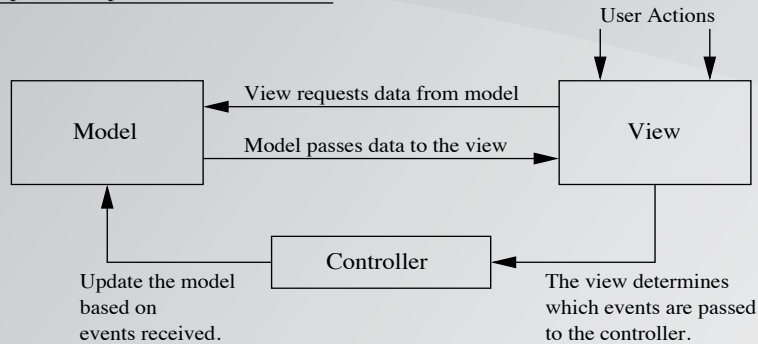 User Actions
View requests data from model
Model
View
Model passes data to the view
Controller
Update the model
based on
events received.
The view determines
which events are passed
to the controller.